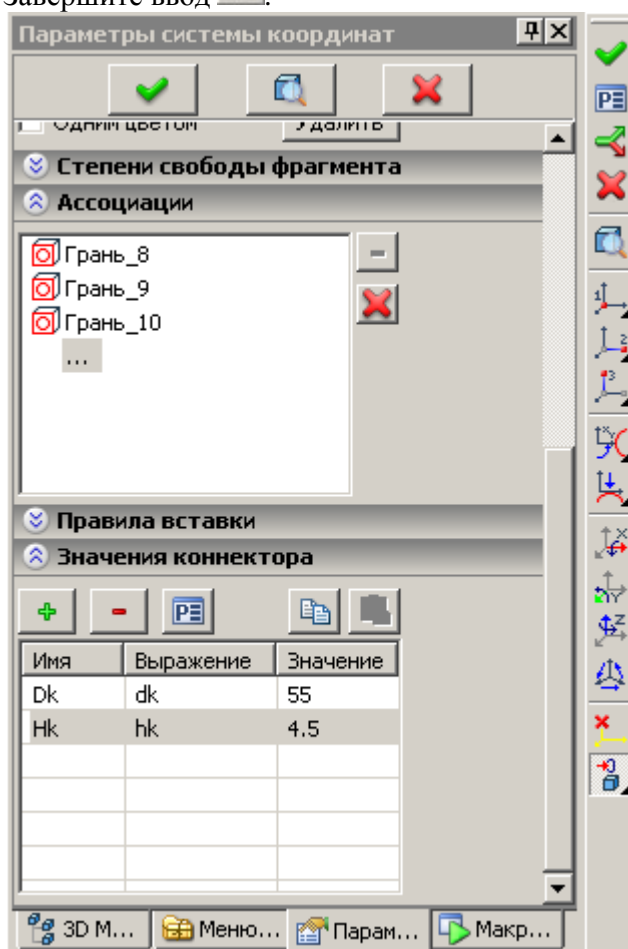 Завершите ввод
Параметры системы координат
Одним цветом Удалить
Степени свободы фрагмента
Ассоциации
Грань_8
Грань_9
Грань_10
...
Правила вставки
Значения коннектора
Имя Выражение Значение
Dk dk 55
Hk hk 4.5
3D М... Меню... Парам... Макр...